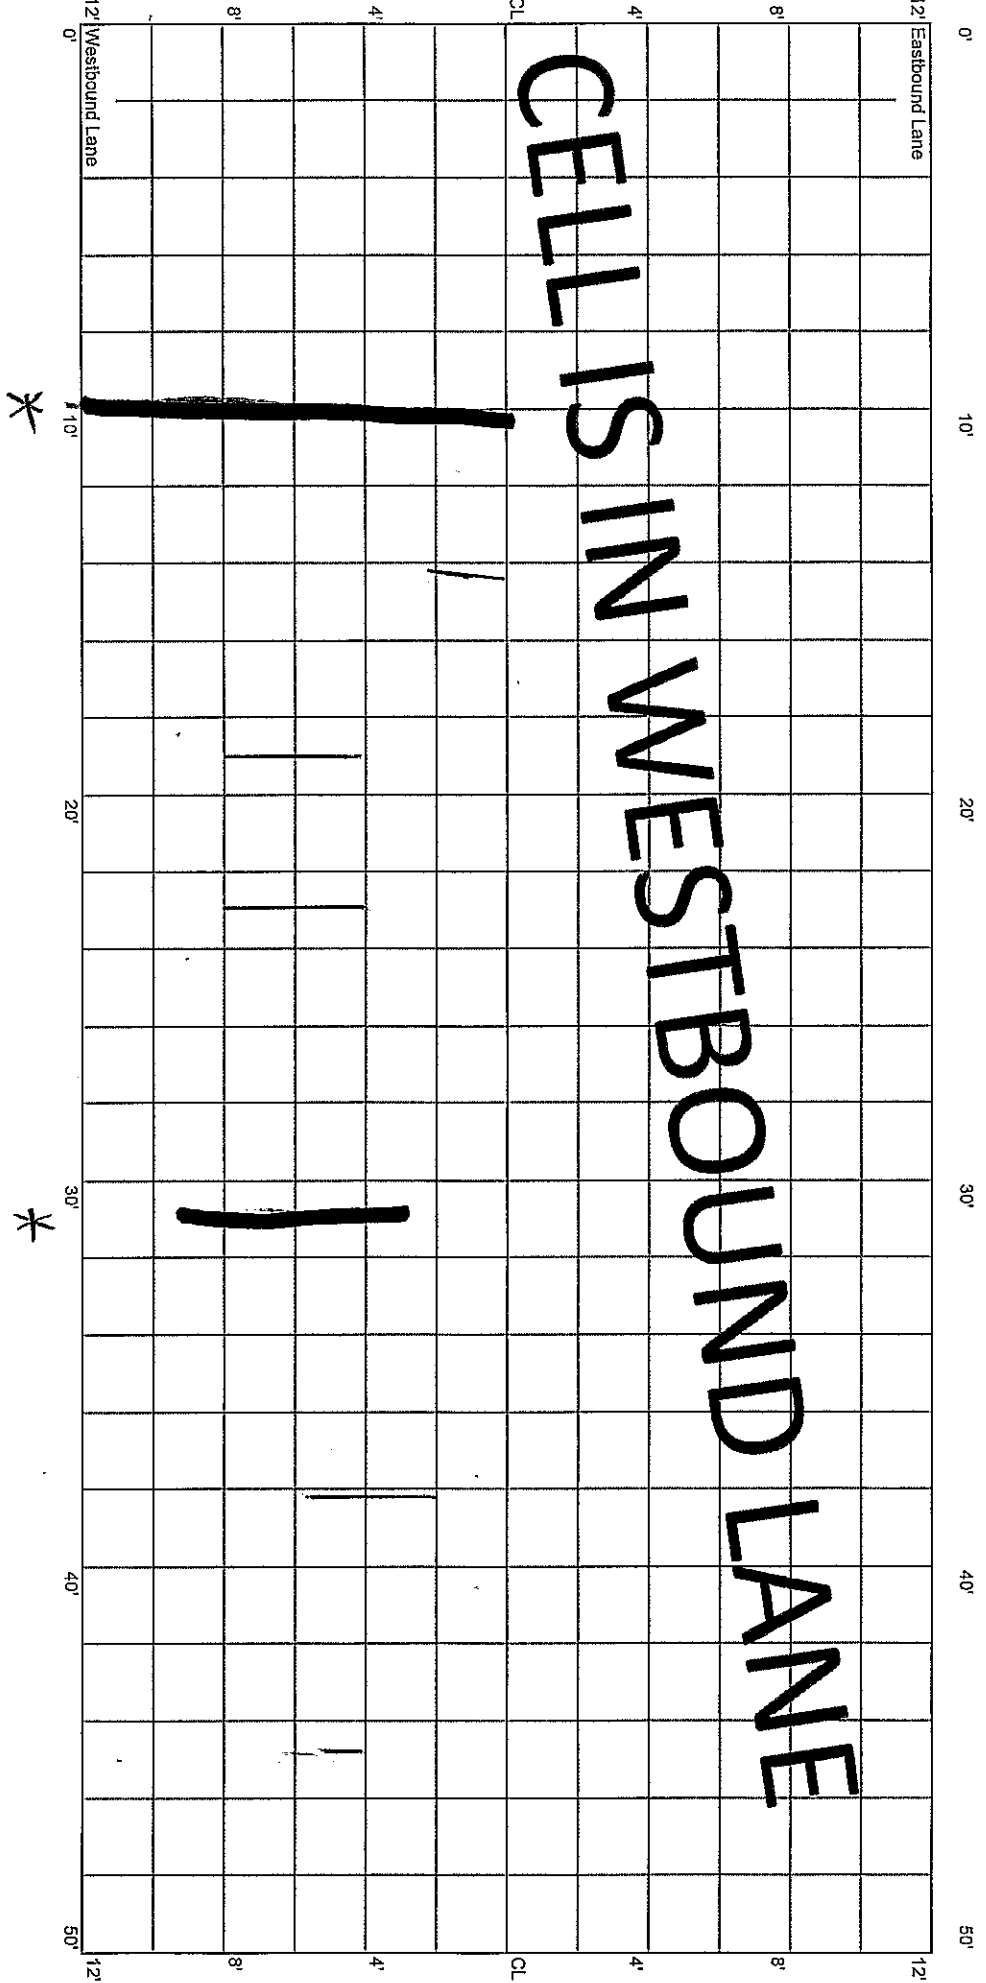 12' Eastbound Lane
0' 10' 20' 30' 40' 50'
8' 8'
4' 4'
CELL IS IN WESTBOUND LANE
CL CL
4' 4'
8' 8'
12' Westbound Lane
12'
12'
0' 10' 20' 30' 40' 50'
* *